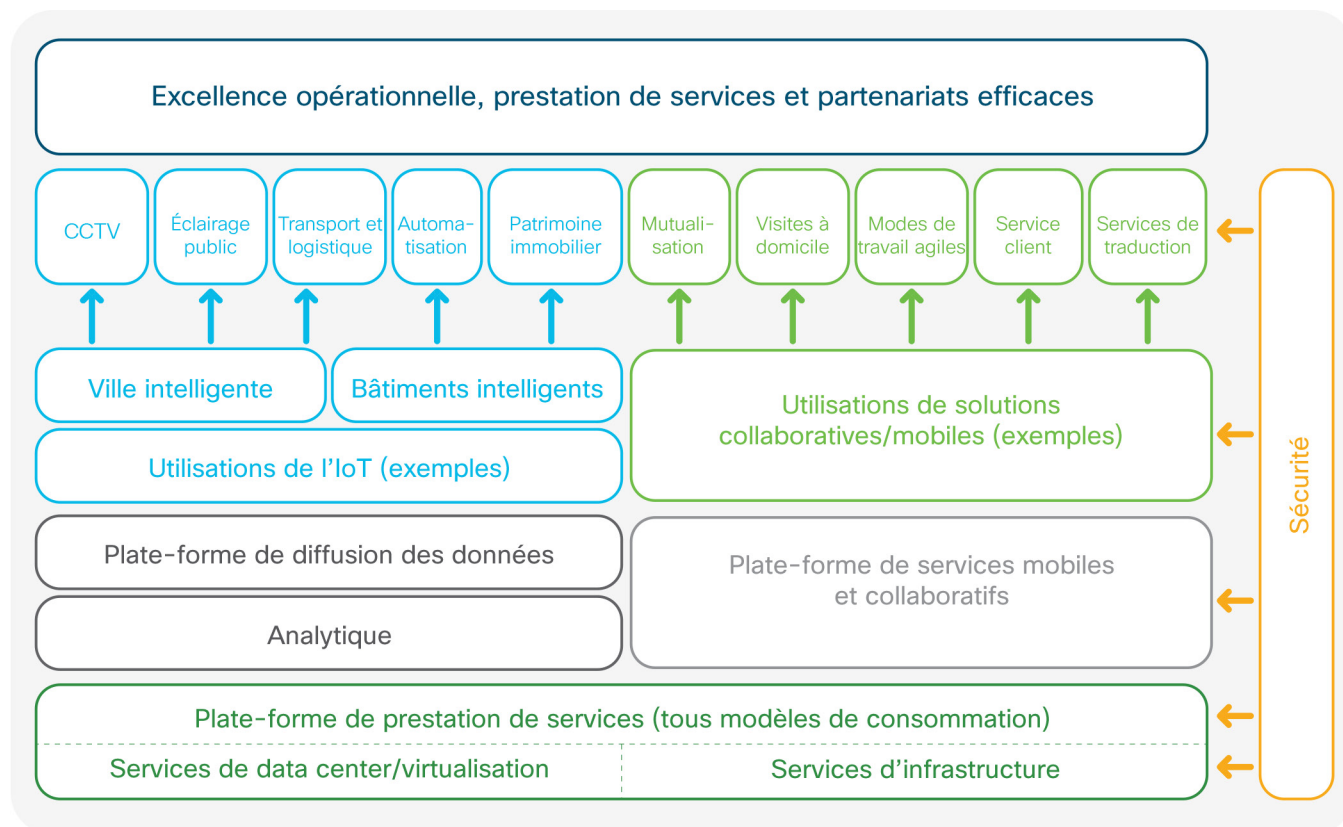 Excellence opérationnelle, prestation de services et partenariats efficaces
CCTV
Éclairage
public
Transport et
logistique
Automa-
tisation
Patrimoine
immobilier
Mutuali-
sation
Visites à
domicile
Modes de
travail agiles
Service
client
Services de
traduction
Ville intelligente
Bâtiments intelligents
Utilisations de l’IoT (exemples)
Utilisations de solutions
collaboratives/mobiles (exemples)
Plate-forme de diffusion des données
Analytique
Plate-forme de services mobiles
et collaboratifs
Plate-forme de prestation de services (tous modèles de consommation)
Services de data center/virtualisation
Services d’infrastructure
Sécurité